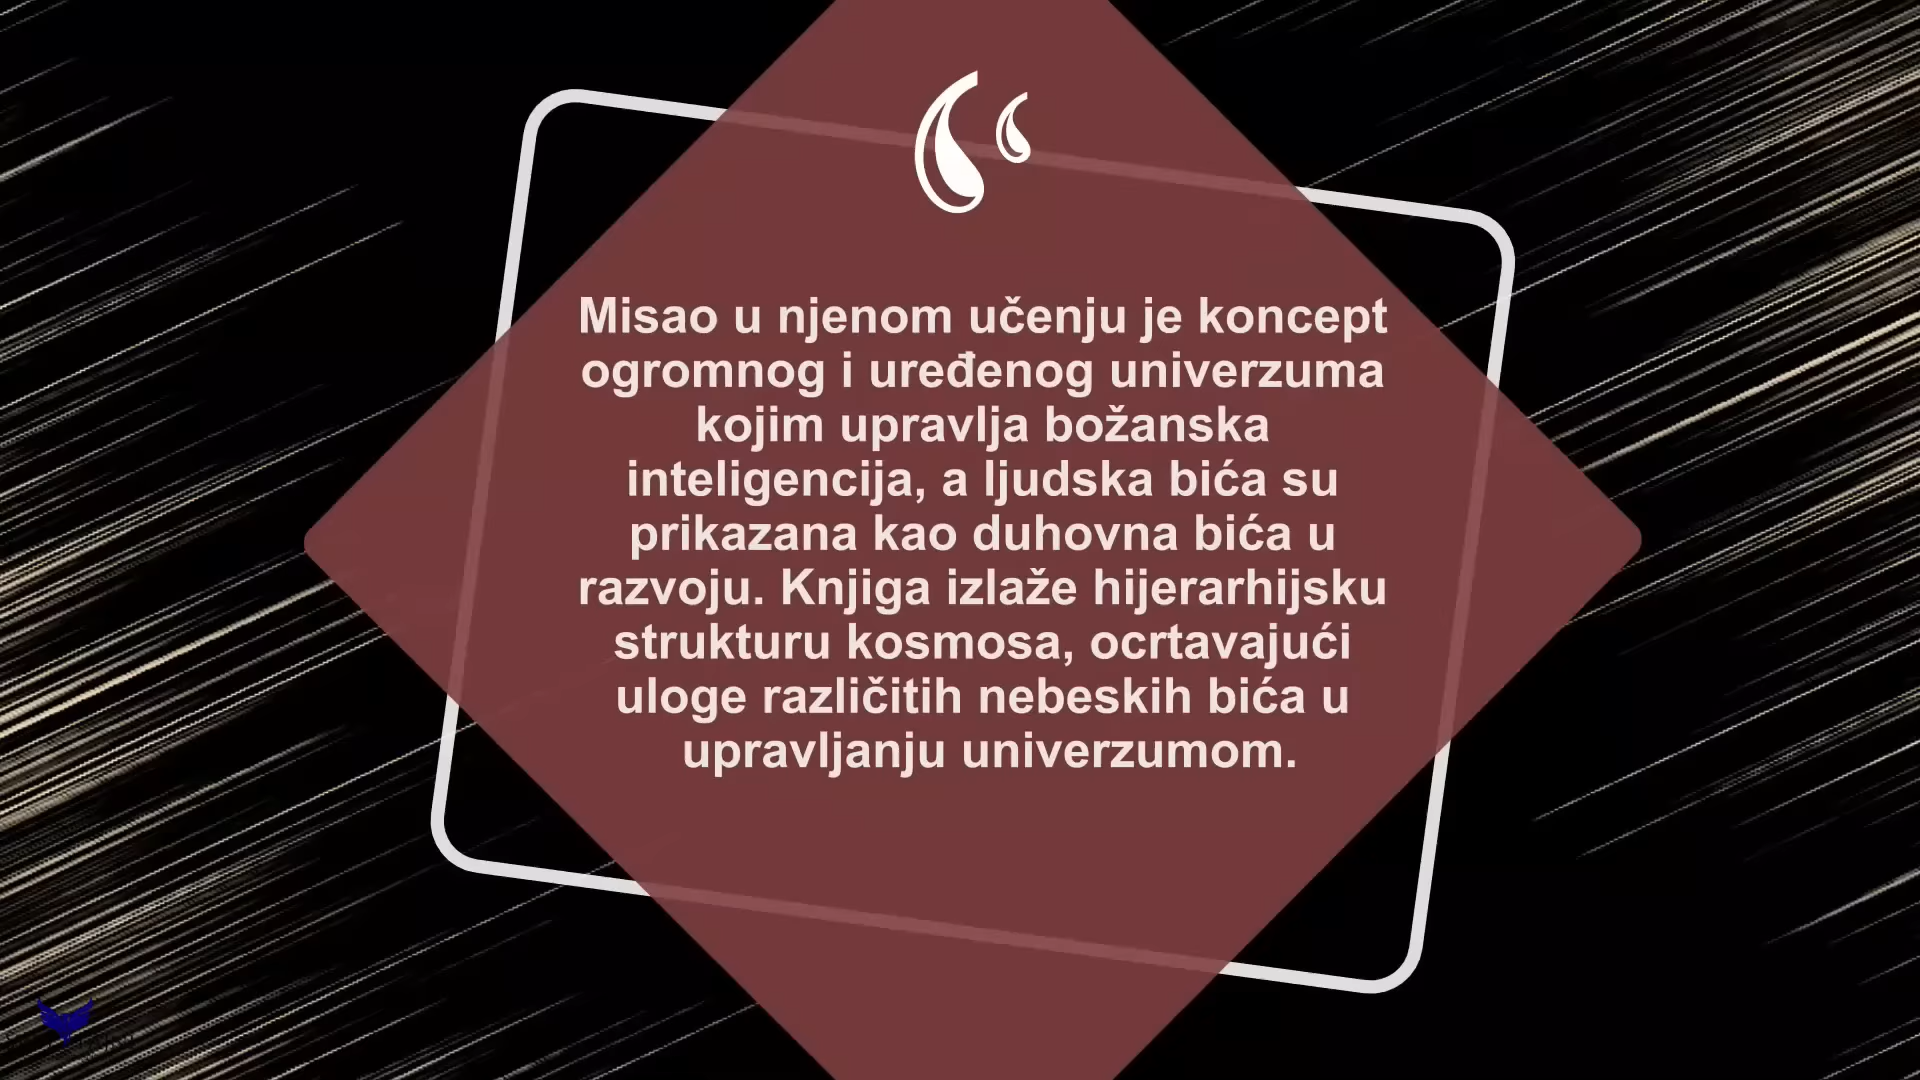 Misao u njenom učenju je koncept
ogromnog i uređenog univerzuma
kojim upravlja božanska
inteligencija, a ljudska bića su
prikazana kao duhovna bića u
razvoju. Knjiga izlaže hijerarhijsku
strukturu kosmosa, ocrtavajući
uloge različitih nebeskih bića u
upravljanju univerzumom.